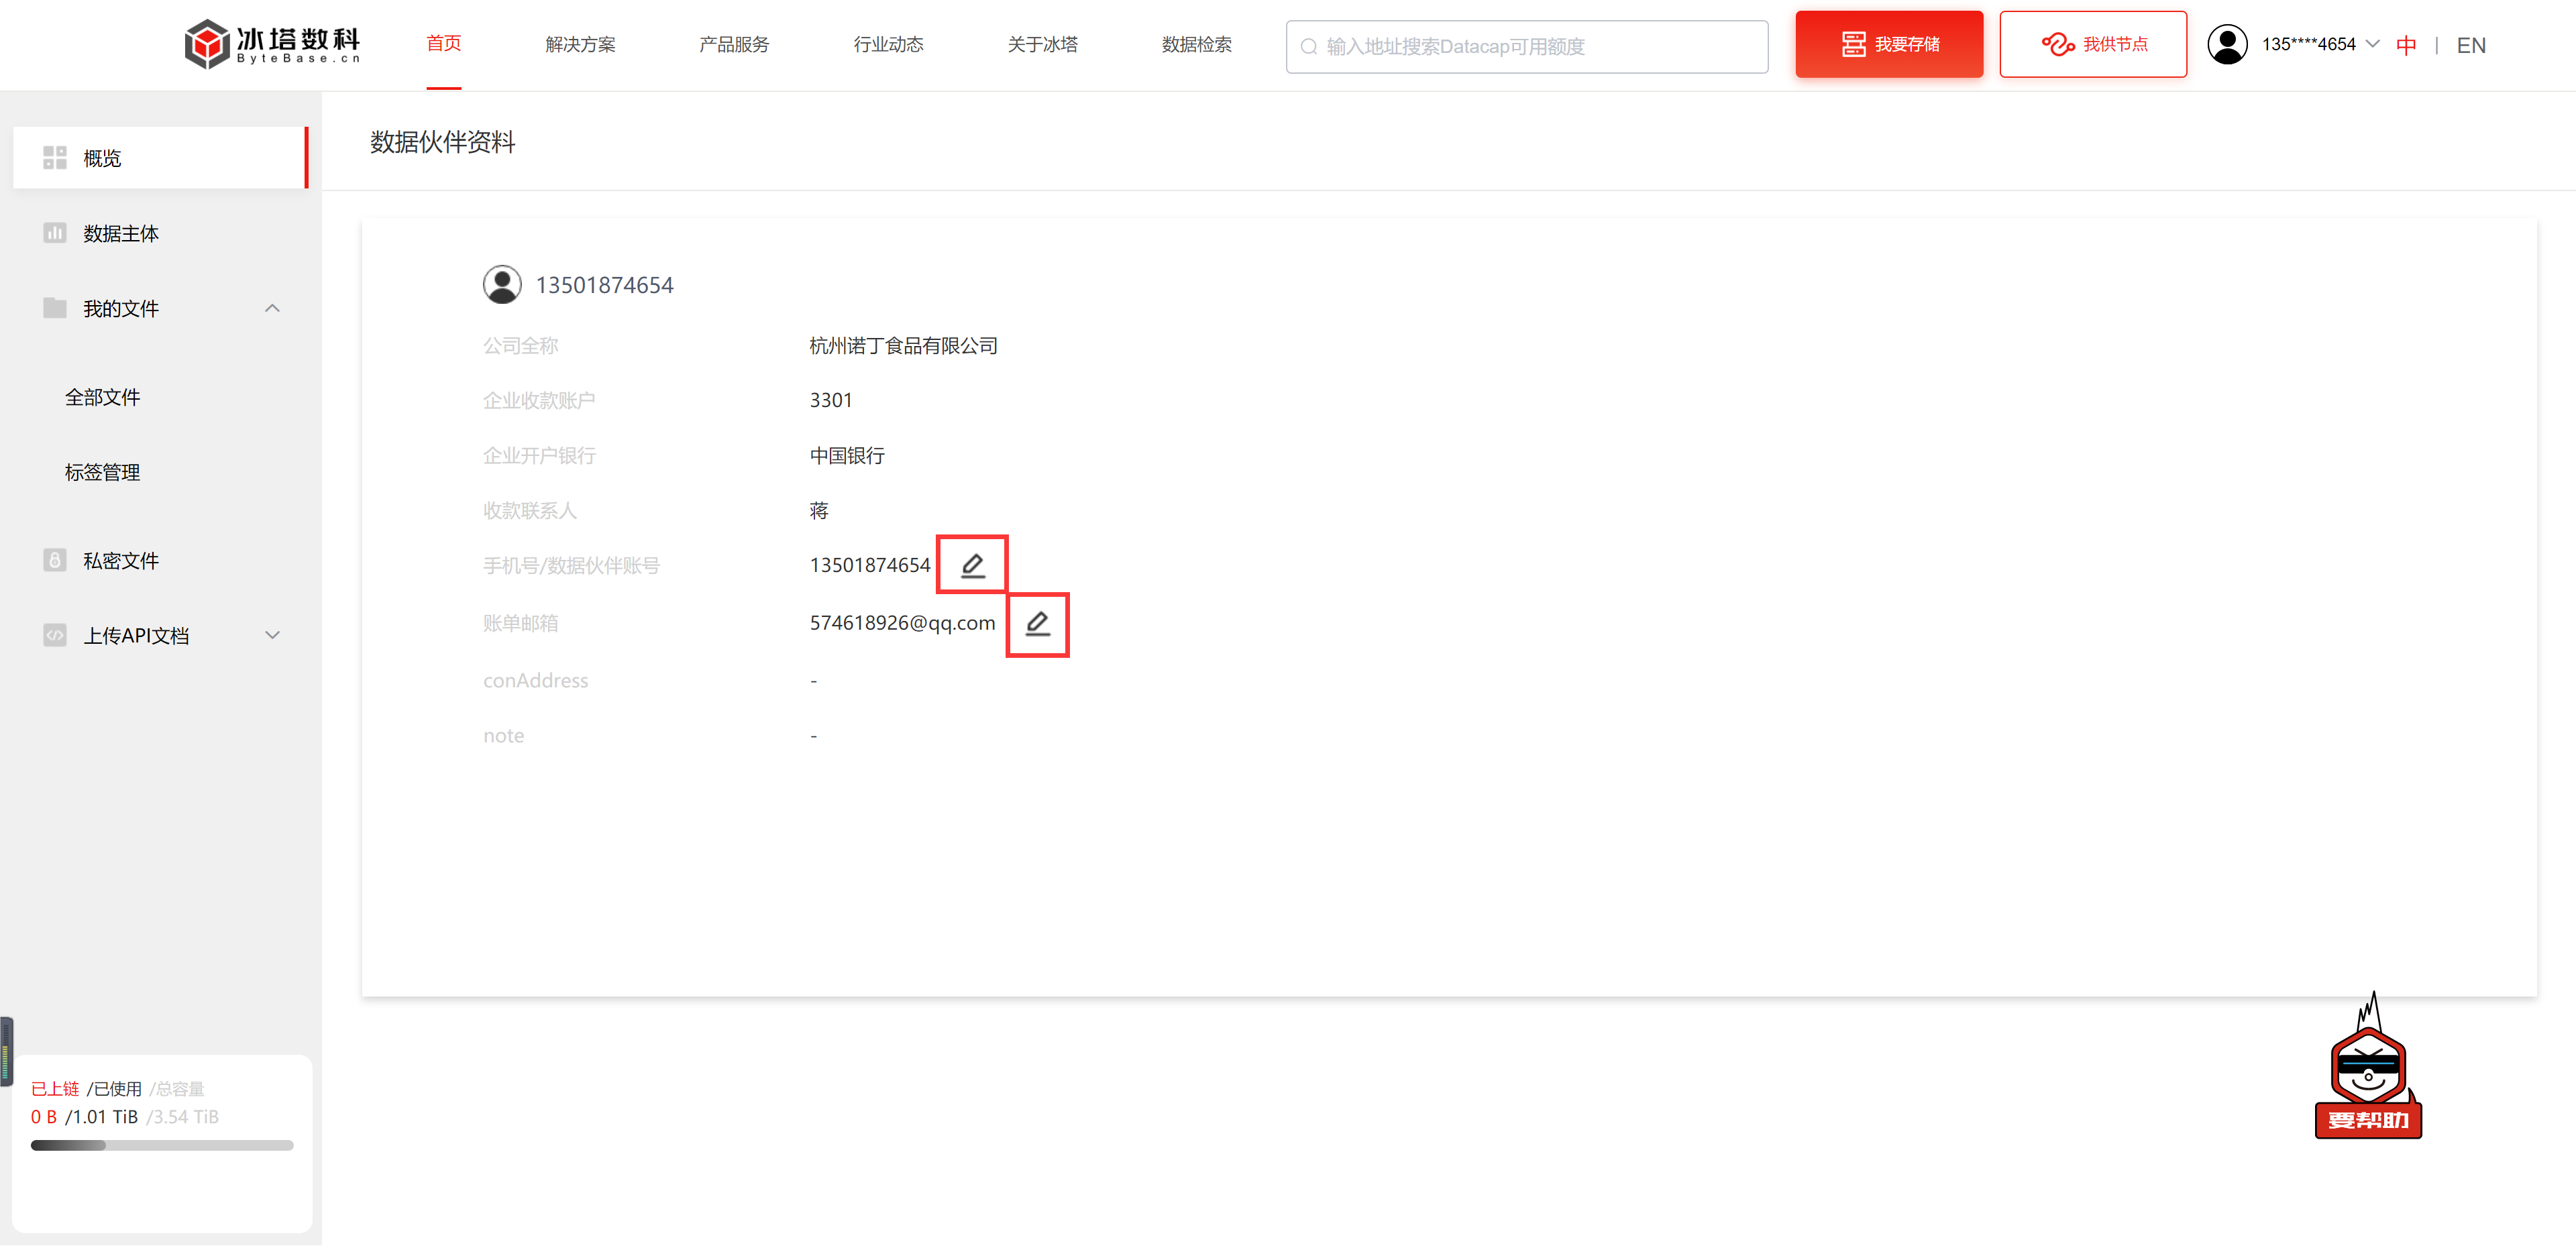 冰塔数科
ByteBase.cn
首页
解决方案
产品服务
行业动态
关于冰塔
数据检索
输入地址搜索Datacap可用额度
我要存储
我供节点
135****4654
中 | EN
概览
数据主体
我的文件
全部文件
标签管理
私密文件
上传API文档
已上链 /已使用 /总容量
0 B /1.01 TiB /3.54 TiB
数据伙伴资料
13501874654
公司全称 杭州诺丁食品有限公司
企业收款账户 3301
企业开户银行 中国银行
收款联系人 蒋
手机号/数据伙伴账号 13501874654
账单邮箱 574618926@qq.com
conAddress -
note -
要帮助